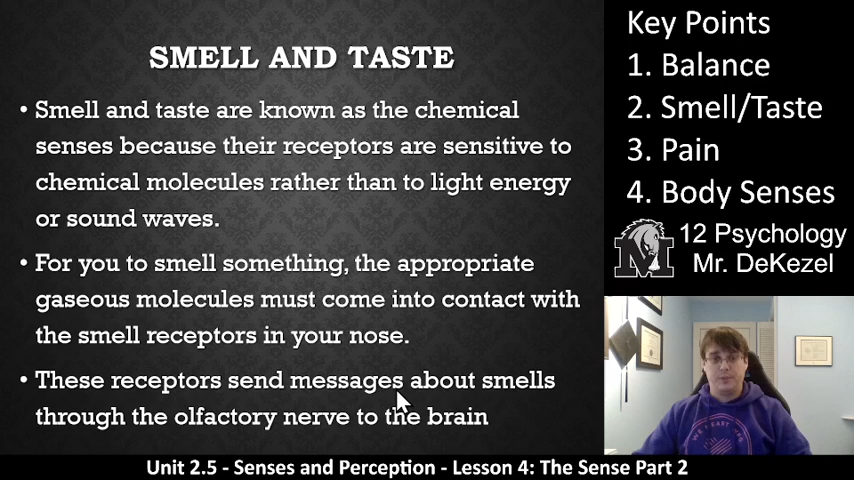 SMELL AND TASTE
• Smell and taste are known as the chemical
senses because their receptors are sensitive to
chemical molecules rather than to light energy
or sound waves.
• For you to smell something, the appropriate
gaseous molecules must come into contact with
the smell receptors in your nose.
• These receptors send messages about smells
through the olfactory nerve to the brain
Key Points
1. Balance
2. Smell/Taste
3. Pain
4. Body Senses
M
12 Psychology
Mr. DeKezel
Unit 2.5 - Senses and Perception - Lesson 4: The Sense Part 2